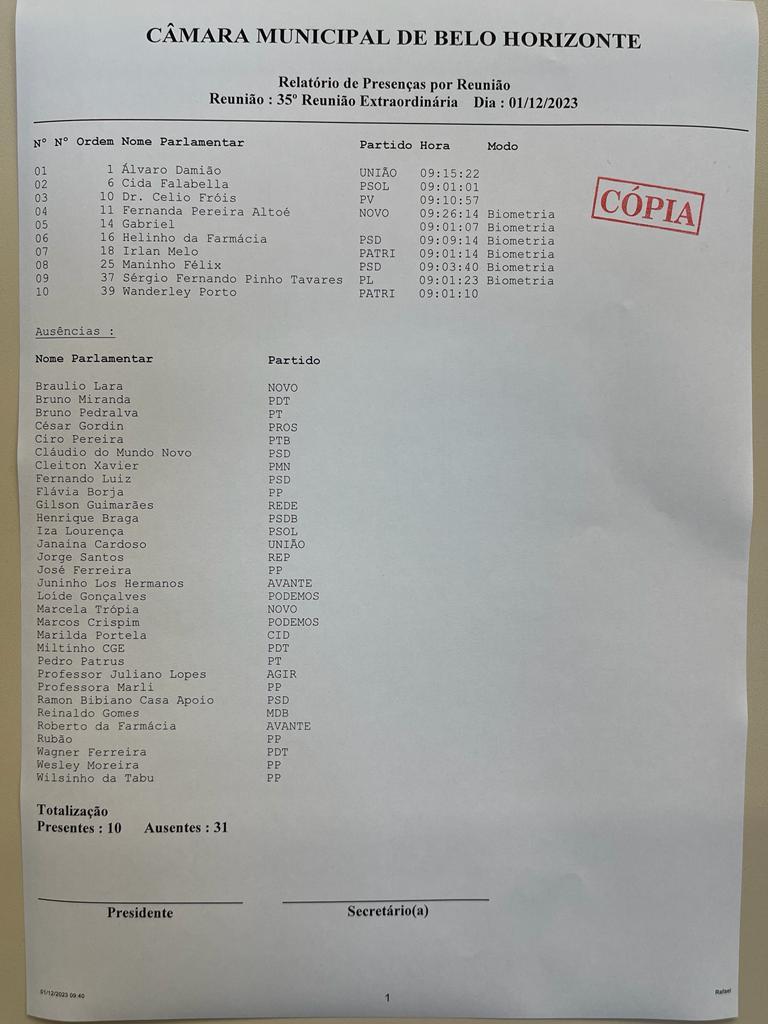 CÂMARA MUNICIPAL DE BELO HORIZONTE
Relatório de Presenças por Reunião
Reunião : 35º Reunião Extraordinária Dia : 01/12/2023
Nº Nº Ordem Nome Parlamentar Partido Hora Modo
01 1 Álvaro Damião UNIÃO 09:15:22
02 6 Cida Falabella PSOL 09:01:01
03 10 Dr. Celio Fróis PV 09:10:57
04 11 Fernanda Pereira Altoé NOVO 09:26:14 Biometria
05 14 Gabriel 09:01:07 Biometria
06 16 Helinho da Farmácia PSD 09:09:14 Biometria
07 18 Irlan Melo PATRI 09:01:14 Biometria
08 25 Maninho Félix PSD 09:03:40 Biometria
09 37 Sérgio Fernando Pinho Tavares PL 09:01:23 Biometria
10 39 Wanderley Porto PATRI 09:01:10
CÓPIA
Ausências :
Nome Parlamentar Partido
Braulio Lara NOVO
Bruno Miranda PDT
Bruno Pedralva PT
César Gordin PROS
Ciro Pereira PTB
Cláudio do Mundo Novo PSD
Cleiton Xavier PMN
Fernando Luiz PSD
Flávia Borja PP
Gilson Guimarães REDE
Henrique Braga PSDB
Iza Lourença PSOL
Janaina Cardoso UNIÃO
Jorge Santos REP
José Ferreira PP
Juninho Los Hermanos AVANTE
Loíde Gonçalves PODEMOS
Marcela Trópia NOVO
Marcos Crispim PODEMOS
Marilda Portela CID
Miltinho CGE PDT
Pedro Patrus PT
Professor Juliano Lopes AGIR
Professora Marli PP
Ramon Bibiano Casa Apoio PSD
Reinaldo Gomes MDB
Roberto da Farmácia AVANTE
Rubão PP
Wagner Ferreira PDT
Wesley Moreira PP
Wilsinho da Tabu PP
Totalização
Presentes : 10 Ausentes : 31
Presidente Secretário(a)
01/12/2023 09:40 1 Rafael